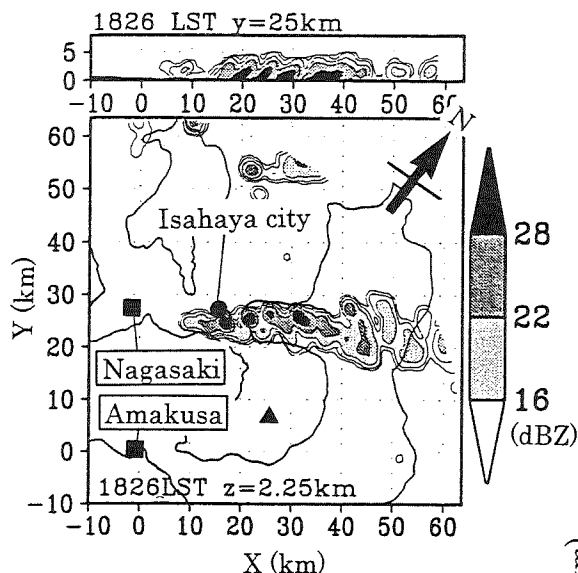 1826 LST y=25km
5
0
-10 0 10 20 30 40 50 60
N
60
50
40
30
20
10
0
-10
Y (km)
Isahaya city
Nagasaki
Amakusa
1826LST z=2.25km
-10 0 10 20 30 40 50 60
X (km)
28
22
16
(dBZ)